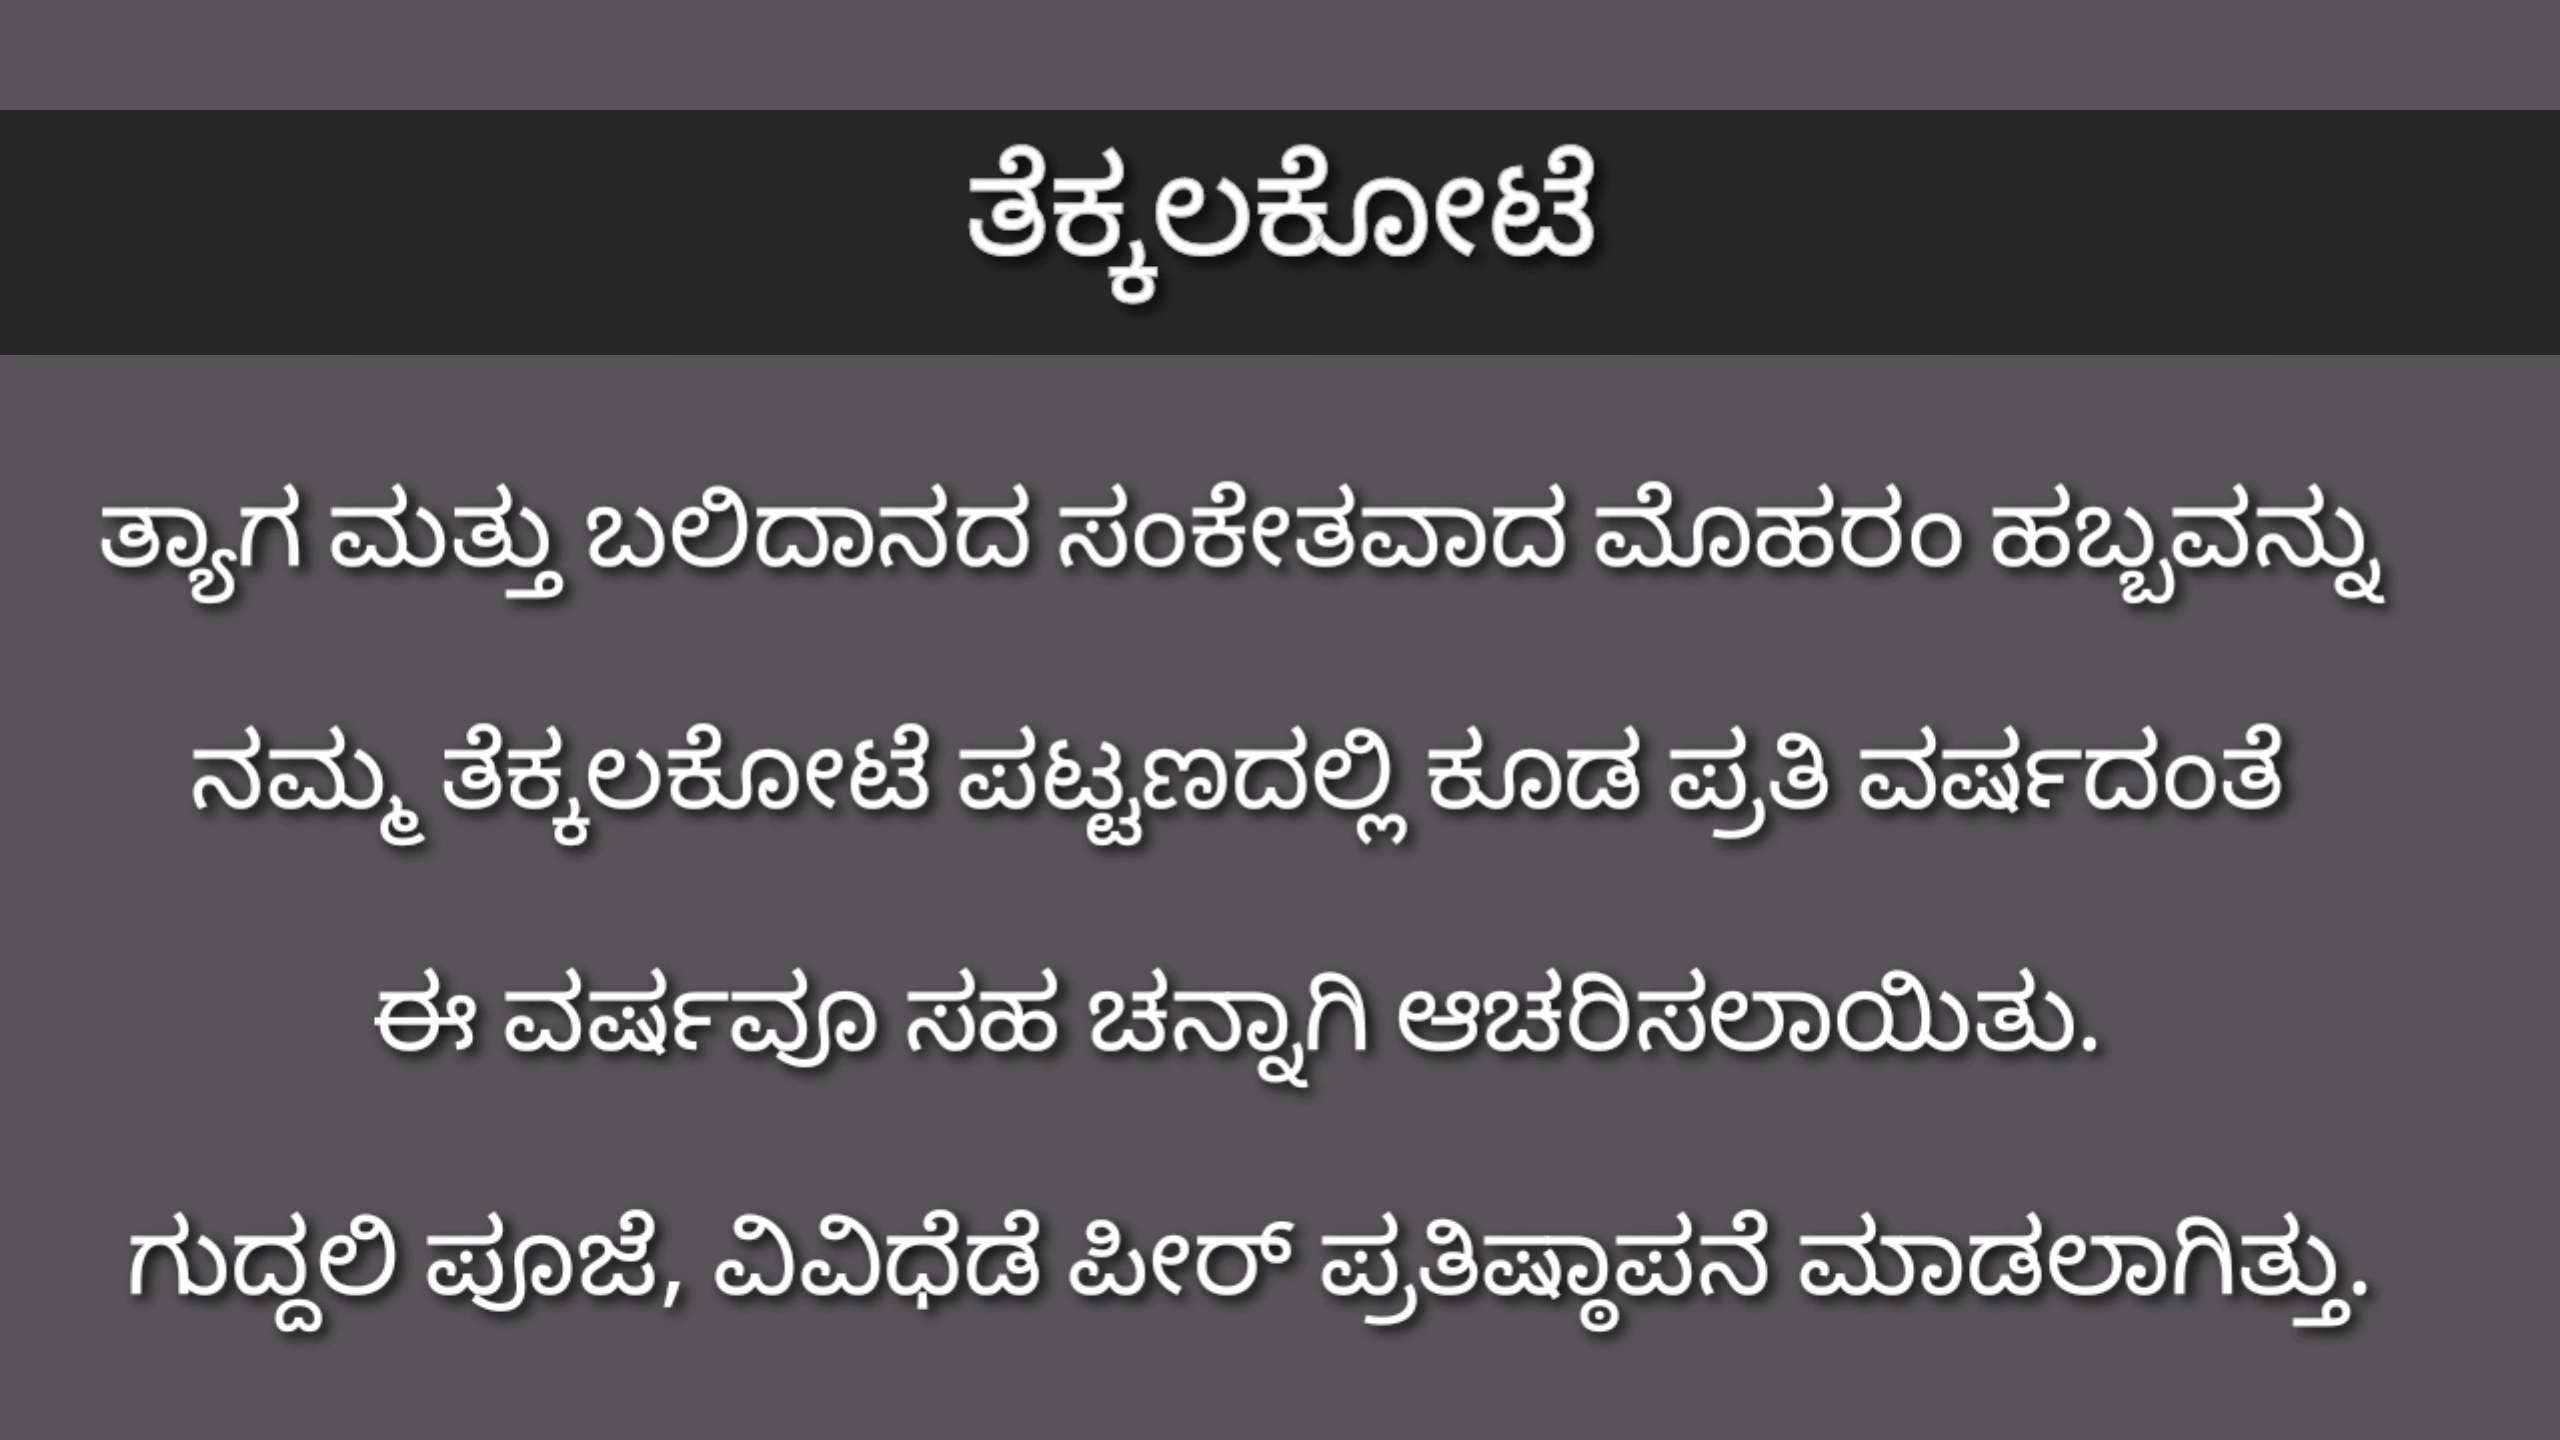 ತೆಕ್ಕಲಕೋಟೆ
ತ್ಯಾಗ ಮತ್ತು ಬಲಿದಾನದ ಸಂಕೇತವಾದ ಮೊಹರಂ ಹಬ್ಬವನ್ನು
ನಮ್ಮ ತೆಕ್ಕಲಕೋಟೆ ಪಟ್ಟಣದಲ್ಲಿ ಕೂಡ ಪ್ರತಿ ವರ್ಷದಂತೆ
ಈ ವರ್ಷವೂ ಸಹ ಚನ್ನಾಗಿ ಆಚರಿಸಲಾಯಿತು.
ಗುದ್ದಲಿ ಪೂಜೆ, ವಿವಿಧೆಡೆ ಪೀರ್ ಪ್ರತಿಷ್ಠಾಪನೆ ಮಾಡಲಾಗಿತ್ತು.